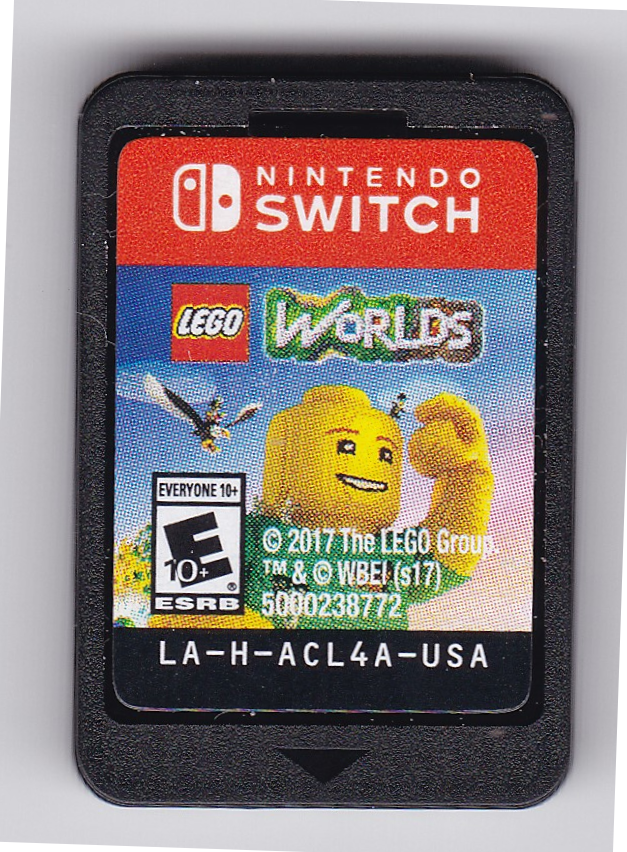 NINTENDO
SWITCH
LEGO WORLDS
EVERYONE 10+
E
10+ ®
ESRB
© 2017 The LEGO Group.
™ & © WBEI (s17)
5000238772
LA-H-ACL4A-USA